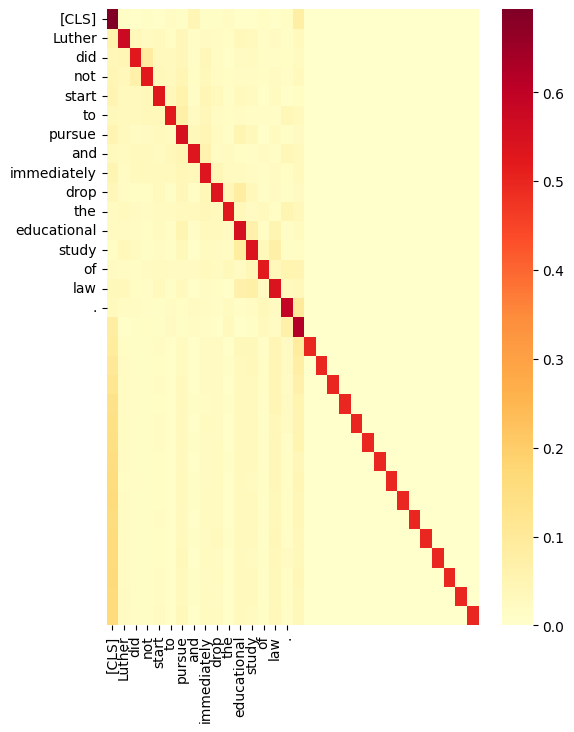 [CLS]
Luther
did
not
start
to
pursue
and
immediately
drop
the
educational
study
of
law
.
[CLS]
Luther
did
not
start
to
pursue
and
immediately
drop
the
educational
study
of
law
.
0.6
0.5
0.4
0.3
0.2
0.1
0.0